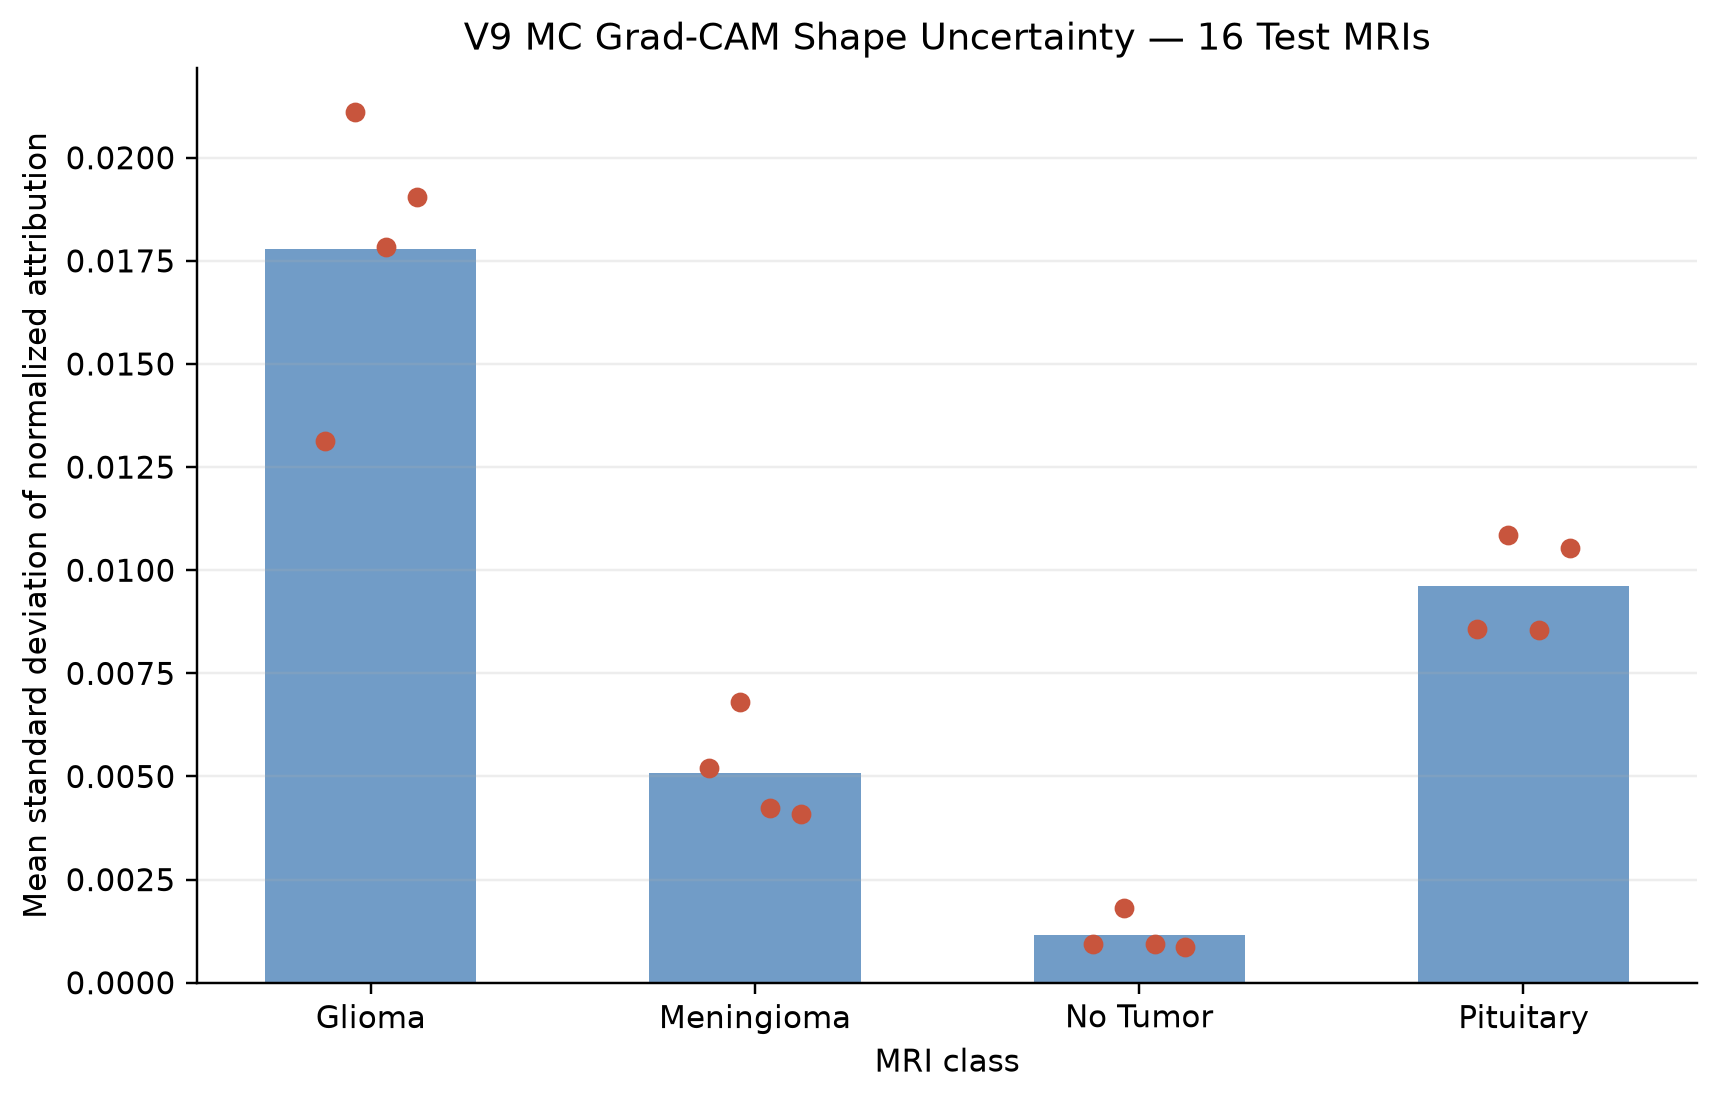 V9 MC Grad-CAM Shape Uncertainty — 16 Test MRIs
Mean standard deviation of normalized attribution
0.0200
0.0175
0.0150
0.0125
0.0100
0.0075
0.0050
0.0025
0.0000
Glioma Meningioma No Tumor Pituitary
MRI class